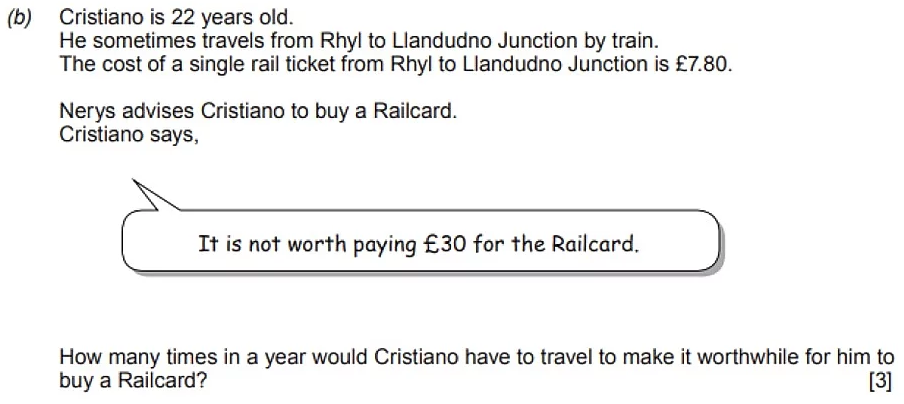 (b) Cristiano is 22 years old.
He sometimes travels from Rhyl to Llandudno Junction by train.
The cost of a single rail ticket from Rhyl to Llandudno Junction is £7.80.
Nerys advises Cristiano to buy a Railcard.
Cristiano says,
It is not worth paying £30 for the Railcard.
How many times in a year would Cristiano have to travel to make it worthwhile for him to
buy a Railcard? [3]